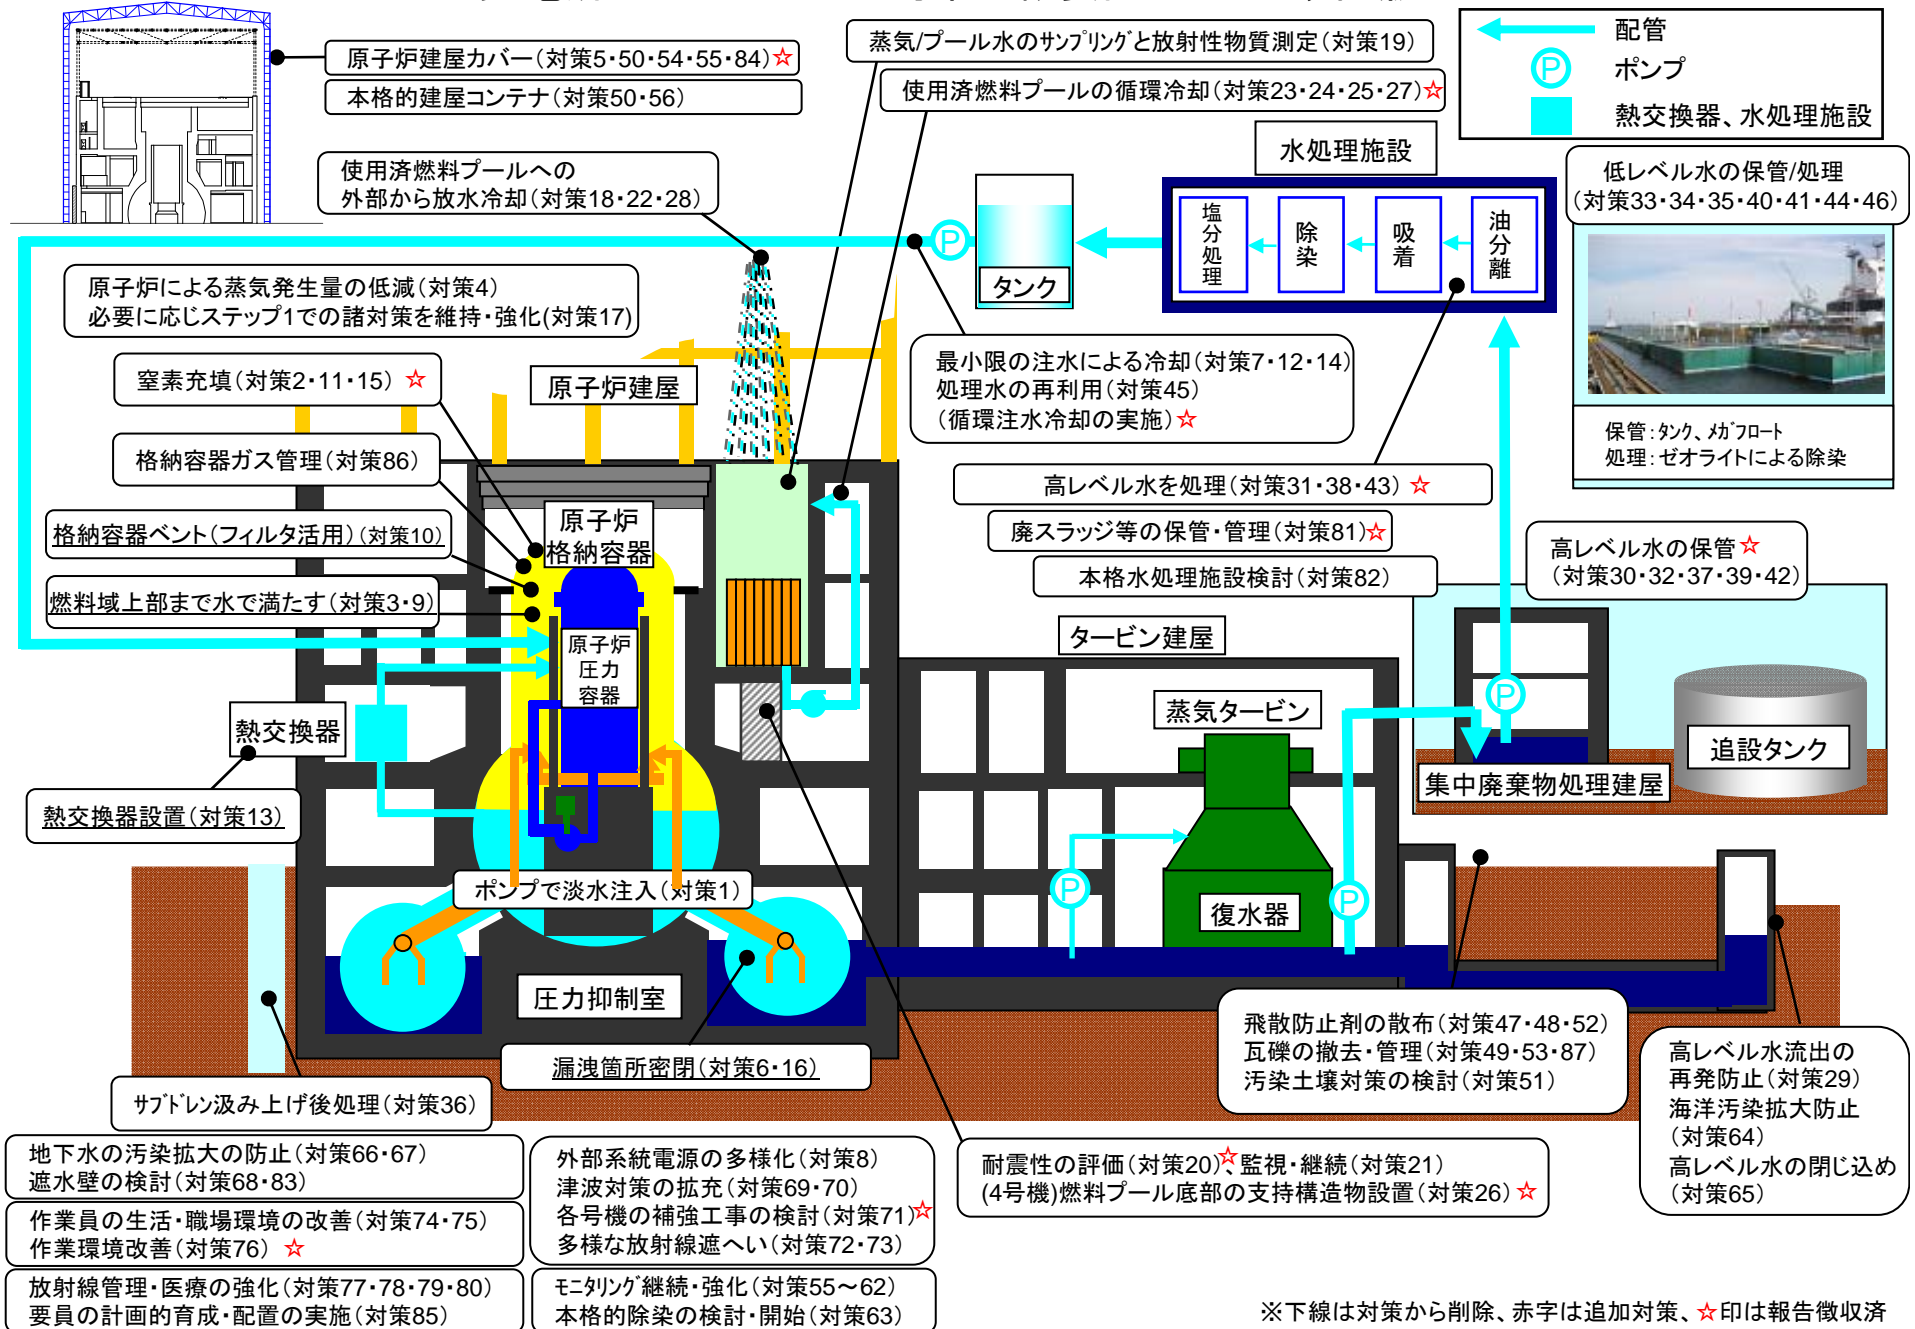 配管
ポンプ
熱交換器、水処理施設
原子炉建屋カバー(対策5・50・54・55・84)☆
本格的建屋コンテナ(対策50・56)
蒸気/プール水のサンプリングと放射性物質測定(対策19)
使用済燃料プールの循環冷却(対策23・24・25・27)☆
使用済燃料プールへの
外部から放水冷却(対策18・22・28)
水処理施設
塩分処理
除染
吸着
油分離
タンク
P
低レベル水の保管/処理
(対策33・34・35・40・41・44・46)
保管:タンク、メガフロート
処理:ゼオライトによる除染
原子炉による蒸気発生量の低減(対策4)
必要に応じステップ1での諸対策を維持・強化(対策17)
窒素充填(対策2・11・15) ☆
原子炉建屋
最小限の注水による冷却(対策7・12・14)
処理水の再利用(対策45)
(循環注水冷却の実施)☆
格納容器ガス管理(対策86)
高レベル水を処理(対策31・38・43) ☆
格納容器ベント(フィルタ活用)(対策10)
原子炉
格納容器
廃スラッジ等の保管・管理(対策81)☆
高レベル水の保管☆
(対策30・32・37・39・42)
本格水処理施設検討(対策82)
燃料域上部まで水で満たす(対策3・9)
原子炉
圧力
容器
タービン建屋
熱交換器
蒸気タービン
P
追設タンク
集中廃棄物処理建屋
熱交換器設置(対策13)
ポンプで淡水注入(対策1)
P
P
復水器
圧力抑制室
漏洩箇所密閉(対策6・16)
飛散防止剤の散布(対策47・48・52)
瓦礫の撤去・管理(対策49・53・87)
汚染土壌対策の検討(対策51)
高レベル水流出の
再発防止(対策29)
海洋汚染拡大防止
(対策64)
高レベル水の閉じ込め
(対策65)
サブドレン汲み上げ後処理(対策36)
地下水の汚染拡大の防止(対策66・67)
遮水壁の検討(対策68・83)
作業員の生活・職場環境の改善(対策74・75)
作業環境改善(対策76) ☆
放射線管理・医療の強化(対策77・78・79・80)
要員の計画的育成・配置の実施(対策85)
外部系統電源の多様化(対策8)
津波対策の拡充(対策69・70)
各号機の補強工事の検討(対策71)☆
多様な放射線遮へい(対策72・73)
モニタリング継続・強化(対策55～62)
本格的除染の検討・開始(対策63)
耐震性の評価(対策20)☆、監視・継続(対策21)
(4号機)燃料プール底部の支持構造物設置(対策26)☆
※下線は対策から削除、赤字は追加対策、☆印は報告徴収済